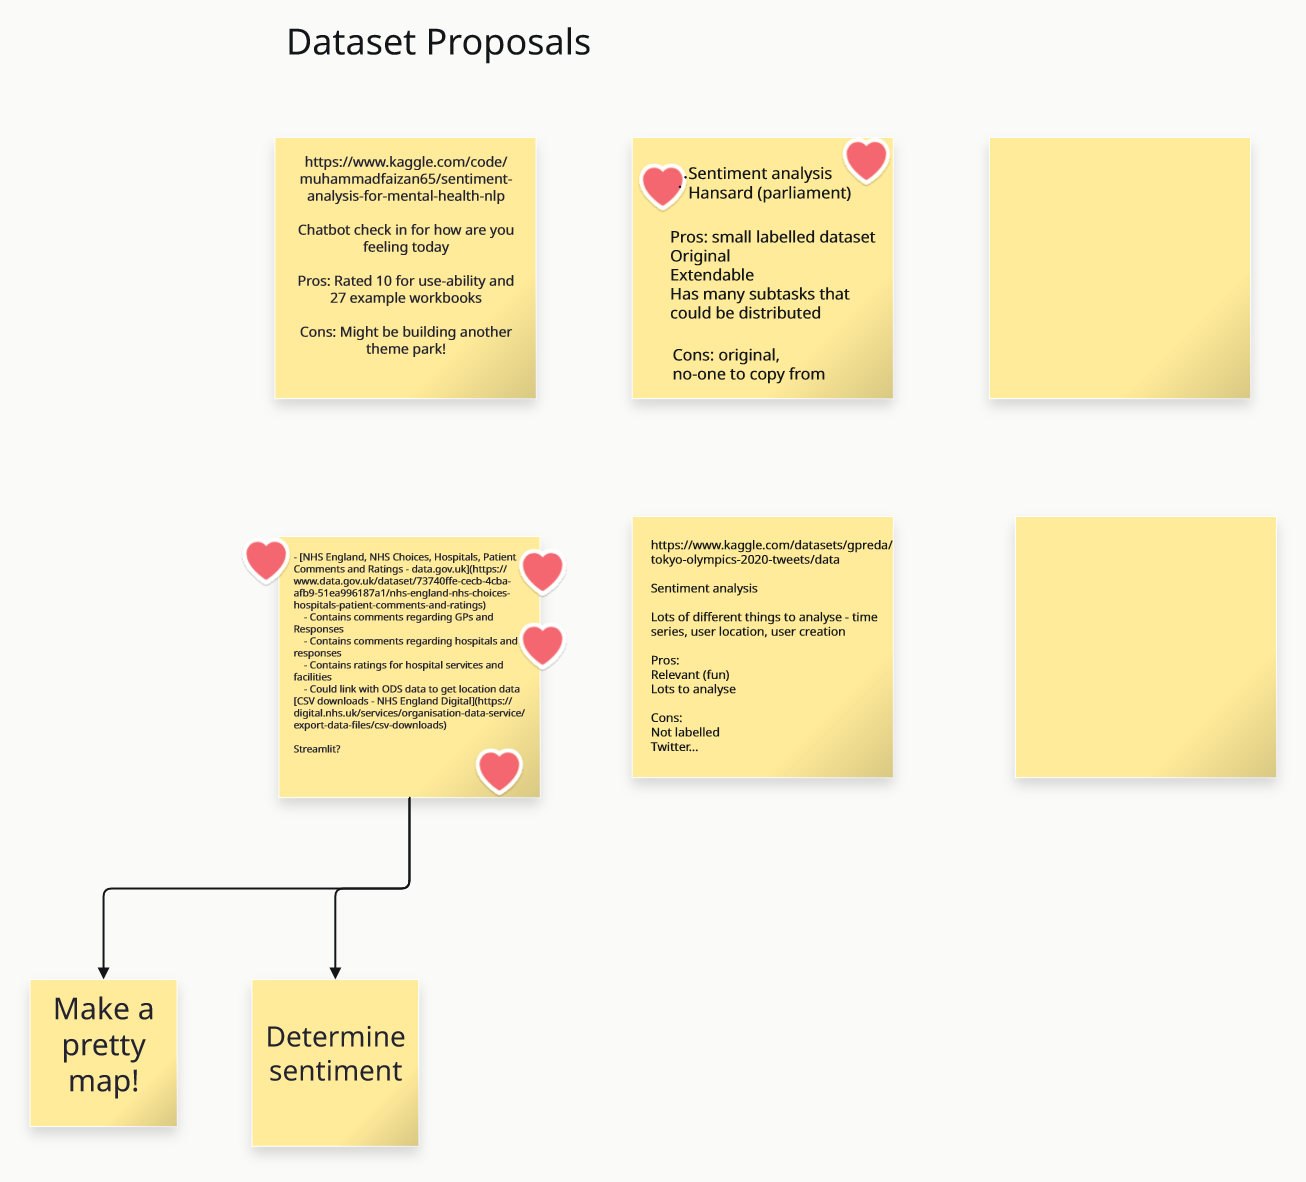 Dataset Proposals
https://www.kaggle.com/code/
muhammadfaizan65/sentiment-
analysis-for-mental-health-nlp
Chatbot check in for how are you
feeling today
Pros: Rated 10 for use-ability and
27 example workbooks
Cons: Might be building another
theme park!
Sentiment analysis
Hansard (parliament)
Pros: small labelled dataset
Original
Extendable
Has many subtasks that
could be distributed
Cons: original,
no-one to copy from
- [NHS England, NHS Choices, Hospitals, Patient
Comments and Ratings - data.gov.uk](https://
www.data.gov.uk/dataset/73740ffe-cecb-4cba-
afb9-51ea996187a1/nhs-england-nhs-choices-
hospitals-patient-comments-and-ratings)
- Contains comments regarding GPs and
Responses
- Contains comments regarding hospitals and
responses
- Contains ratings for hospital services and
facilities
- Could link with ODS data to get location data
[CSV downloads - NHS England Digital](https://
digital.nhs.uk/services/organisation-data-service/
export-data-files/csv-downloads)
Streamlit?
https://www.kaggle.com/datasets/gpreda/
tokyo-olympics-2020-tweets/data
Sentiment analysis
Lots of different things to analyse - time
series, user location, user creation
Pros:
Relevant (fun)
Lots to analyse
Cons:
Not labelled
Twitter...
Make a
pretty
map!
Determine
sentiment